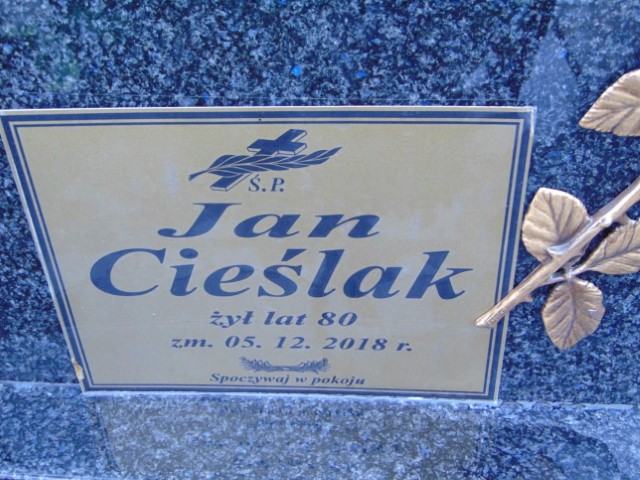 Ś.P.
Jan
Cieślak
żył lat 80
zm. 05. 12. 2018 r.
Spoczywaj w pokoju